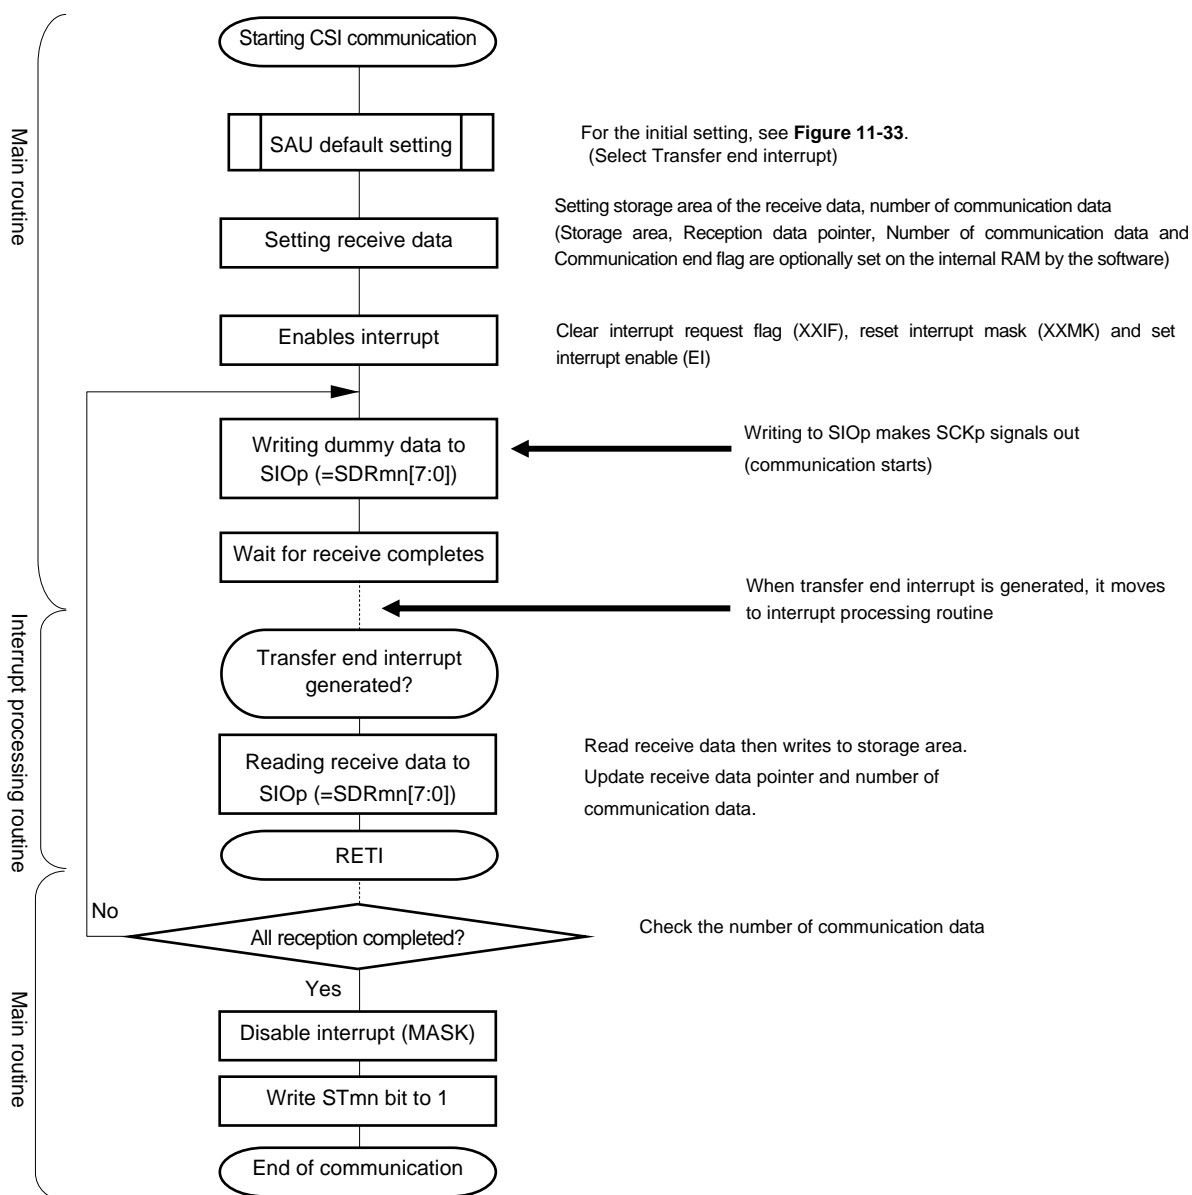 Starting CSI communication
SAU default setting
For the initial setting, see Figure 11-33.
(Select Transfer end interrupt)
Main routine
Setting receive data
Setting storage area of the receive data, number of communication data
(Storage area, Reception data pointer, Number of communication data and
Communication end flag are optionally set on the internal RAM by the software)
Enables interrupt
Clear interrupt request flag (XXIF), reset interrupt mask (XXMK) and set
interrupt enable (EI)
Writing dummy data to
SIOp (=SDRmn[7:0])
Writing to SIOp makes SCKp signals out
(communication starts)
Wait for receive completes
When transfer end interrupt is generated, it moves
to interrupt processing routine
Interrupt processing routine
Transfer end interrupt
generated?
Reading receive data to
SIOp (=SDRmn[7:0])
Read receive data then writes to storage area.
Update receive data pointer and number of
communication data.
RETI
No
All reception completed?
Check the number of communication data
Yes
Main routine
Disable interrupt (MASK)
Write STmn bit to 1
End of communication